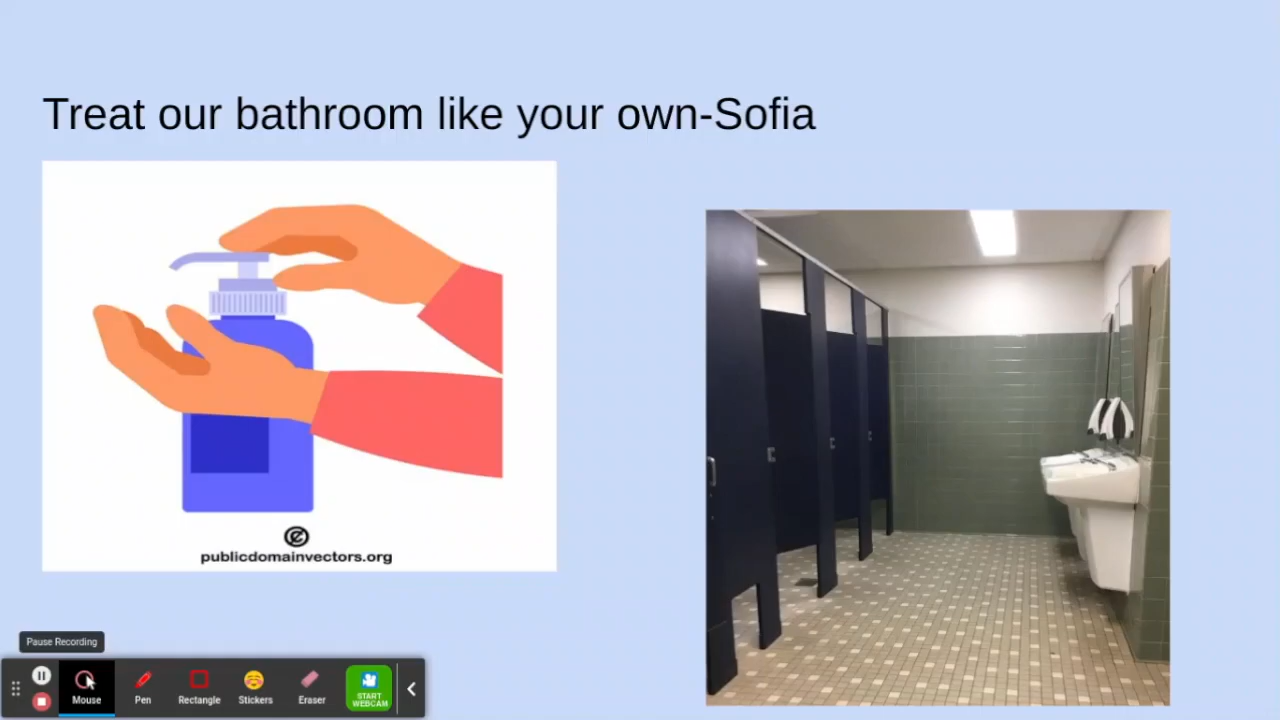 Treat our bathroom like your own-Sofia
publicdomainvectors.org
Pause Recording
Mouse
Pen
Rectangle
Stickers
Eraser
START
WEBCAM